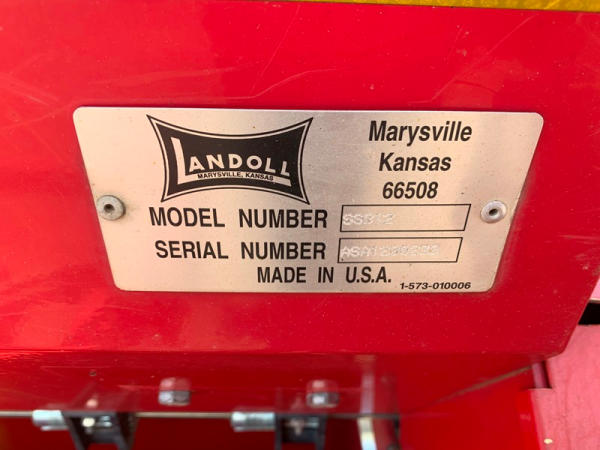 LANDOLL
MARYSVILLE, KANSAS
Marysville
Kansas
66508
MODEL NUMBER
SERIAL NUMBER
MADE IN U.S.A.
1-573-010006